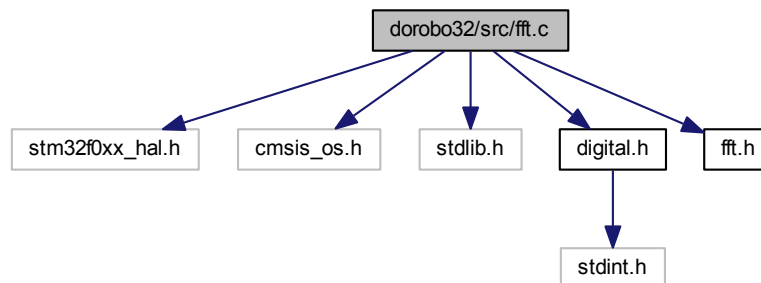 dorobo32/src/fft.c
stm32f0xx_hal.h
cmsis_os.h
stdlib.h
digital.h
fft.h
stdint.h